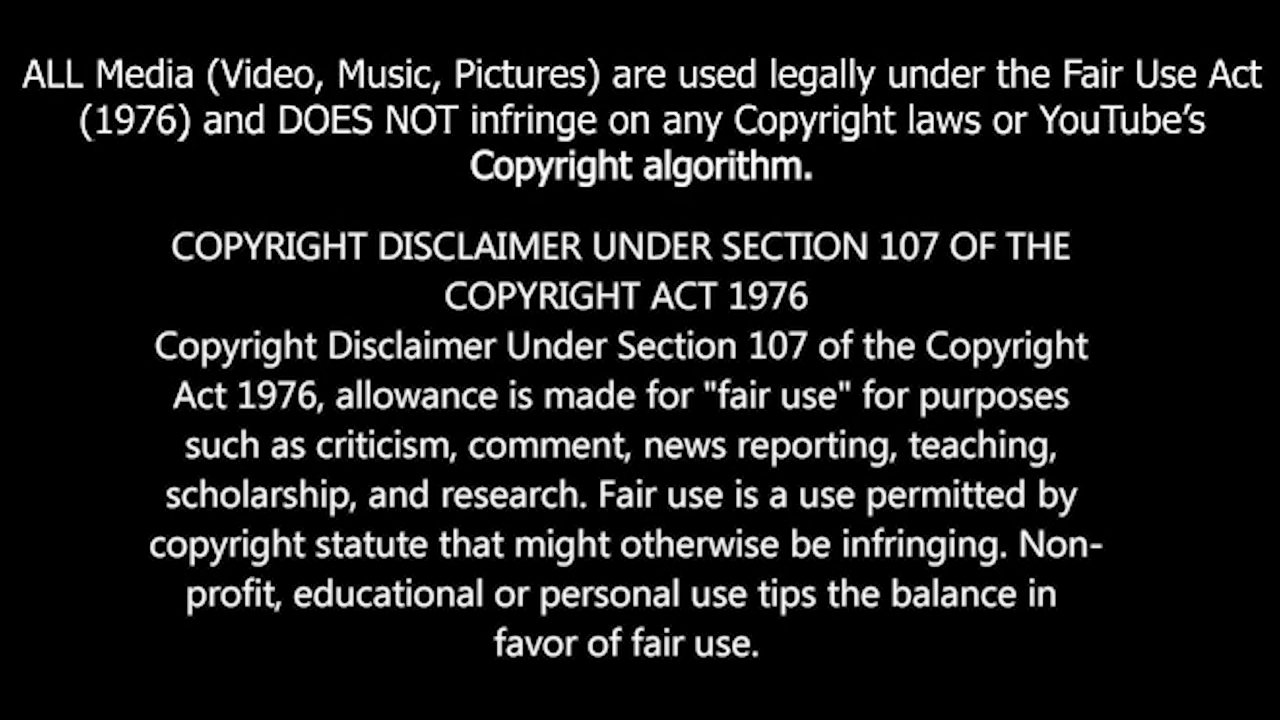 ALL Media (Video, Music, Pictures) are used legally under the Fair Use Act
(1976) and DOES NOT infringe on any Copyright laws or YouTube’s
Copyright algorithm.
COPYRIGHT DISCLAIMER UNDER SECTION 107 OF THE
COPYRIGHT ACT 1976
Copyright Disclaimer Under Section 107 of the Copyright
Act 1976, allowance is made for "fair use" for purposes
such as criticism, comment, news reporting, teaching,
scholarship, and research. Fair use is a use permitted by
copyright statute that might otherwise be infringing. Non-
profit, educational or personal use tips the balance in
favor of fair use.